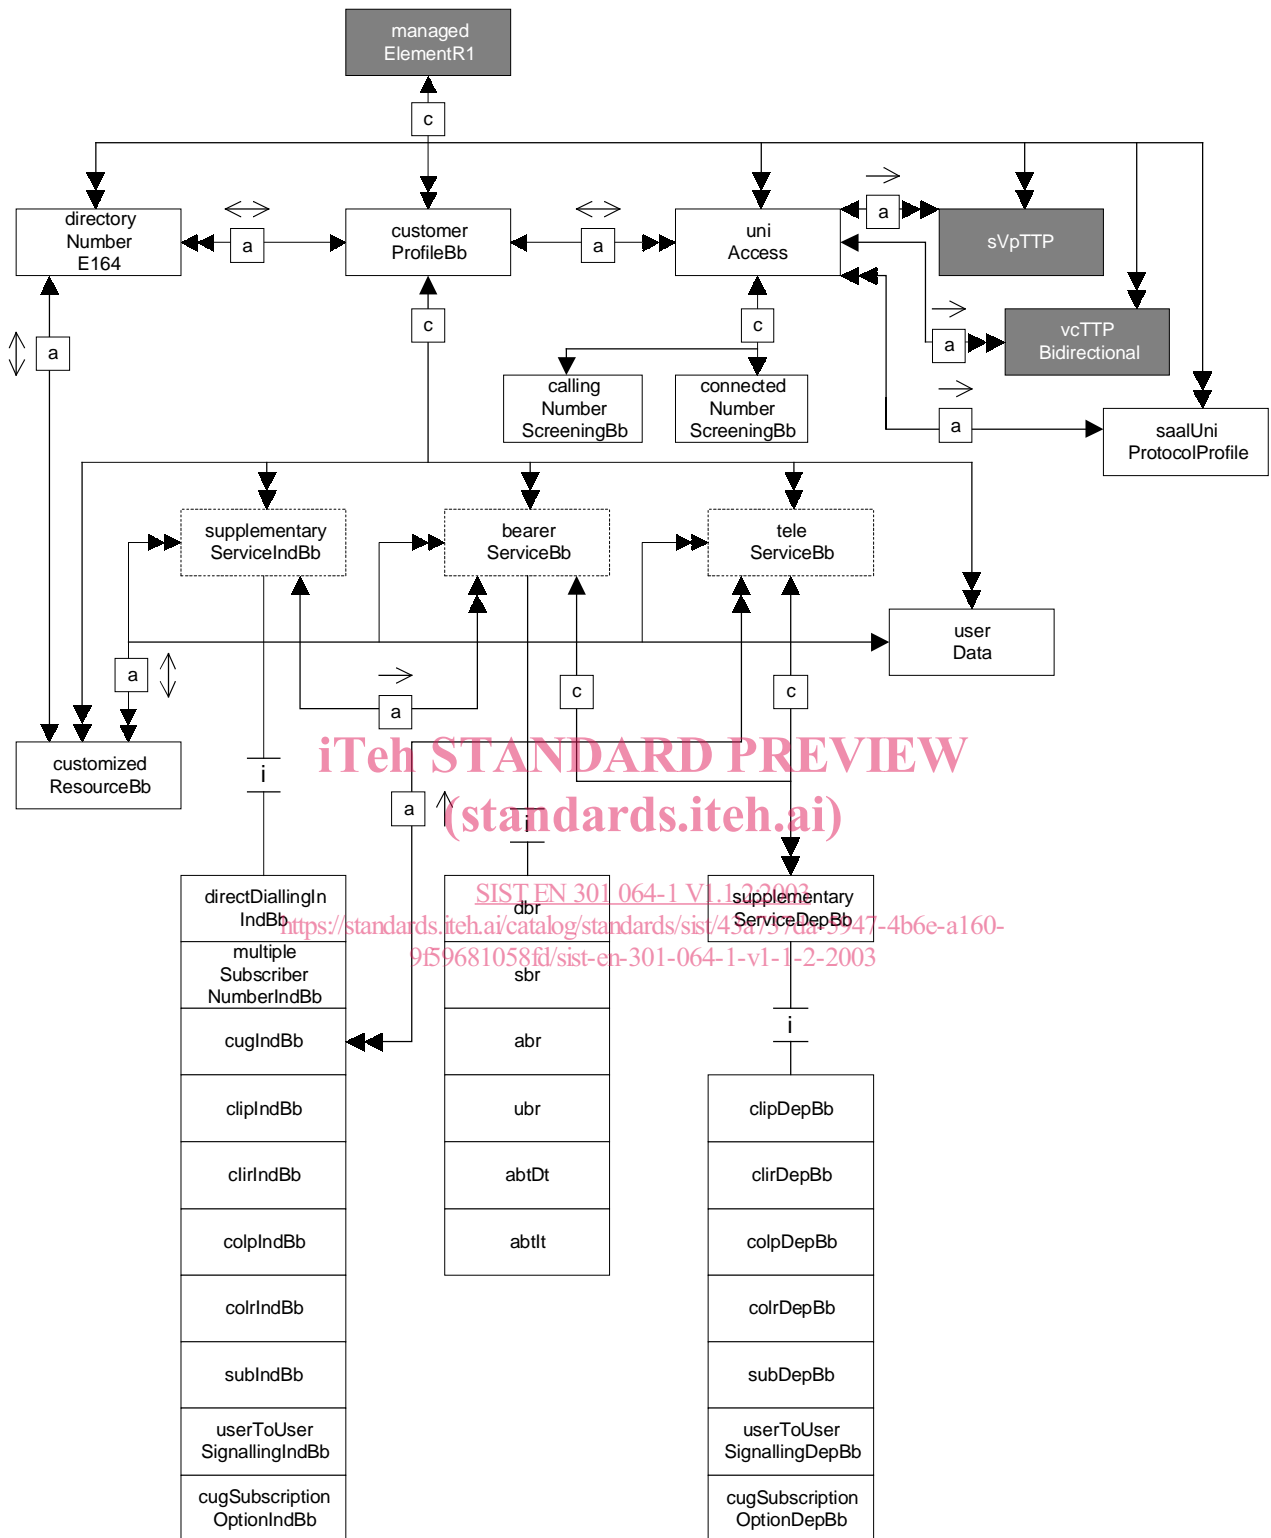 managed
ElementR1
c
directory
Number
E164
a
customer
ProfileBb
a
uni
Access
a
sVpTTP
a
vcTTP
Bidirectional
a
saalUni
ProtocolProfile
a
c
c
calling
Number
ScreeningBb
connected
Number
ScreeningBb
supplementary
ServiceIndBb
bearer
ServiceBb
tele
ServiceBb
user
Data
a
a
c
c
customized
ResourceBb
i
a
i
iTeh STANDARD PREVIEW
(standards.iteh.ai)
SIST EN 301 064-1 V1.1.2:2003
https://standards.iteh.ai/catalog/standards/sist/43a737da-3947-4b6e-a160-
9f59681058fd/sist-en-301-064-1-v1-1-2-2003
directDiallingIn
IndBb
multiple
Subscriber
NumberIndBb
cugIndBb
clipIndBb
clirIndBb
colpIndBb
colrIndBb
subIndBb
userToUser
SignallingIndBb
cugSubscription
OptionIndBb
dbr
sbr
abr
ubr
abtDt
abtIt
supplementary
ServiceDepBb
i
clipDepBb
clirDepBb
colpDepBb
colrDepBb
subDepBb
userToUser
SignallingDepBb
cugSubscription
OptionDepBb